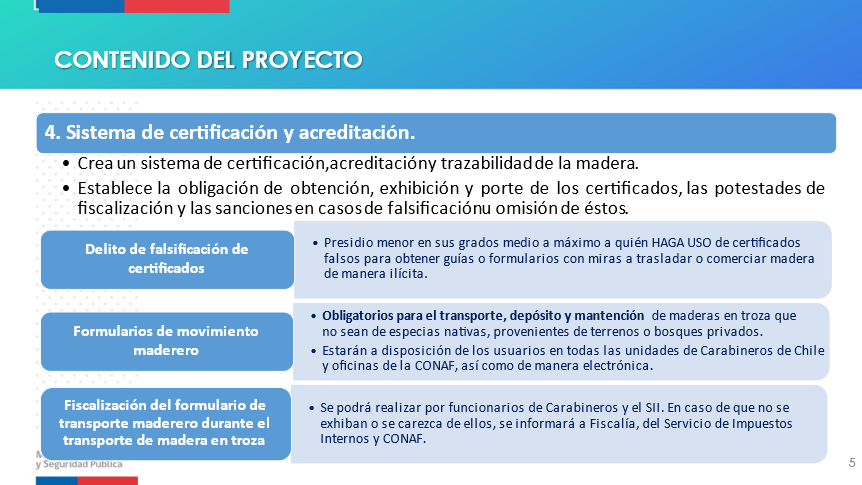 CONTENIDO DEL PROYECTO
4. Sistema de certificación y acreditación.
• Crea un sistema de certificación,acreditacióny trazabilidad de la madera.
• Establece la obligación de obtención, exhibición y porte de los certificados, las potestades de
fiscalización y las sanciones en casos de falsificaciónu omisión de éstos.
Delito de falsificación de
certificados
• Presidio menor en sus grados medio a máximo a quién HAGA USO de certificados
falsos para obtener guías o formularios con miras a trasladar o comerciar madera
de manera ilícita.
Formularios de movimiento
maderero
• Obligatorios para el transporte, depósito y mantención de maderas en troza que
no sean de especias nativas, provenientes de terrenos o bosques privados.
• Estarán a disposición de los usuarios en todas las unidades de Carabineros de Chile
y oficinas de la CONAF, así como de manera electrónica.
Fiscalización del formulario de
transporte maderero durante el
transporte de madera en troza
• Se podrá realizar por funcionarios de Carabineros y el SII. En caso de que no se
exhiban o se carezca de ellos, se informará a Fiscalía, del Servicio de Impuestos
Internos y CONAF.
y Seguridad Pública
5